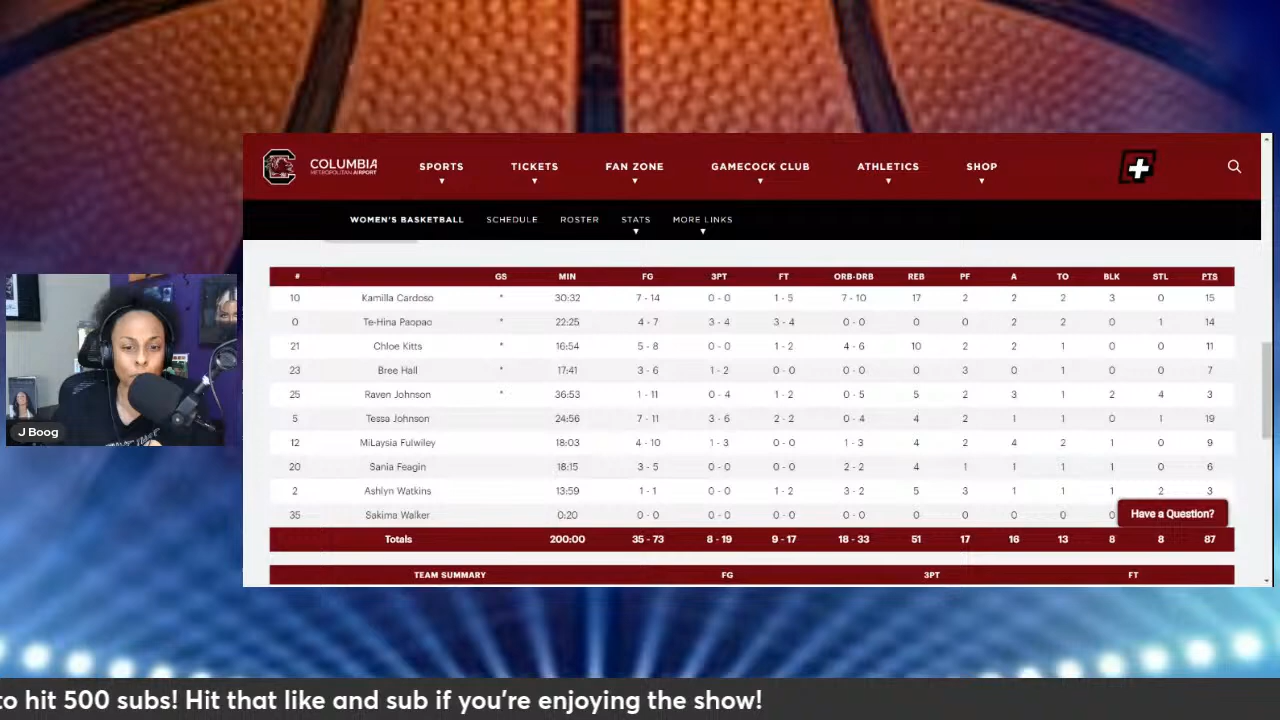 COLUMBIA
METROPOLITAN AIRPORT
SPORTS TICKETS FAN ZONE GAMECOCK CLUB ATHLETICS SHOP
WOMEN'S BASKETBALL SCHEDULE ROSTER STATS MORE LINKS
# GS MIN FG 3PT FT ORB-DRB REB PF A TO BLK STL PTS
10 Kamilla Cardoso * 30:32 7 - 14 0 - 0 1 - 5 7 - 10 17 2 2 2 3 0 15
0 Te-Hina Paopao * 22:25 4 - 7 3 - 4 3 - 4 0 - 0 0 0 2 2 0 1 14
21 Chloe Kitts * 16:54 5 - 8 0 - 0 1 - 2 4 - 6 10 2 2 1 0 0 11
23 Bree Hall * 17:41 3 - 6 1 - 2 0 - 0 0 - 0 0 3 0 1 0 0 7
25 Raven Johnson * 36:53 1 - 11 0 - 4 1 - 2 0 - 5 5 2 3 1 2 4 3
5 Tessa Johnson 24:56 7 - 11 3 - 6 2 - 2 0 - 4 4 2 1 1 0 1 19
12 MiLaysia Fulwiley 18:03 4 - 10 1 - 3 0 - 0 1 - 3 4 2 4 2 1 0 9
20 Sania Feagin 18:15 3 - 5 0 - 0 0 - 0 2 - 2 4 1 1 1 1 0 6
2 Ashlyn Watkins 13:59 1 - 1 0 - 0 1 - 2 3 - 2 5 3 1 1 1 2 3
35 Sakima Walker 0:20 0 - 0 0 - 0 0 - 0 0 - 0 0 0 0 0 0
Have a Question?
Totals 200:00 35 - 73 8 - 19 9 - 17 18 - 33 51 17 16 13 8 8 87
TEAM SUMMARY FG 3PT FT
J Boog
to hit 500 subs! Hit that like and sub if you're enjoying the show!